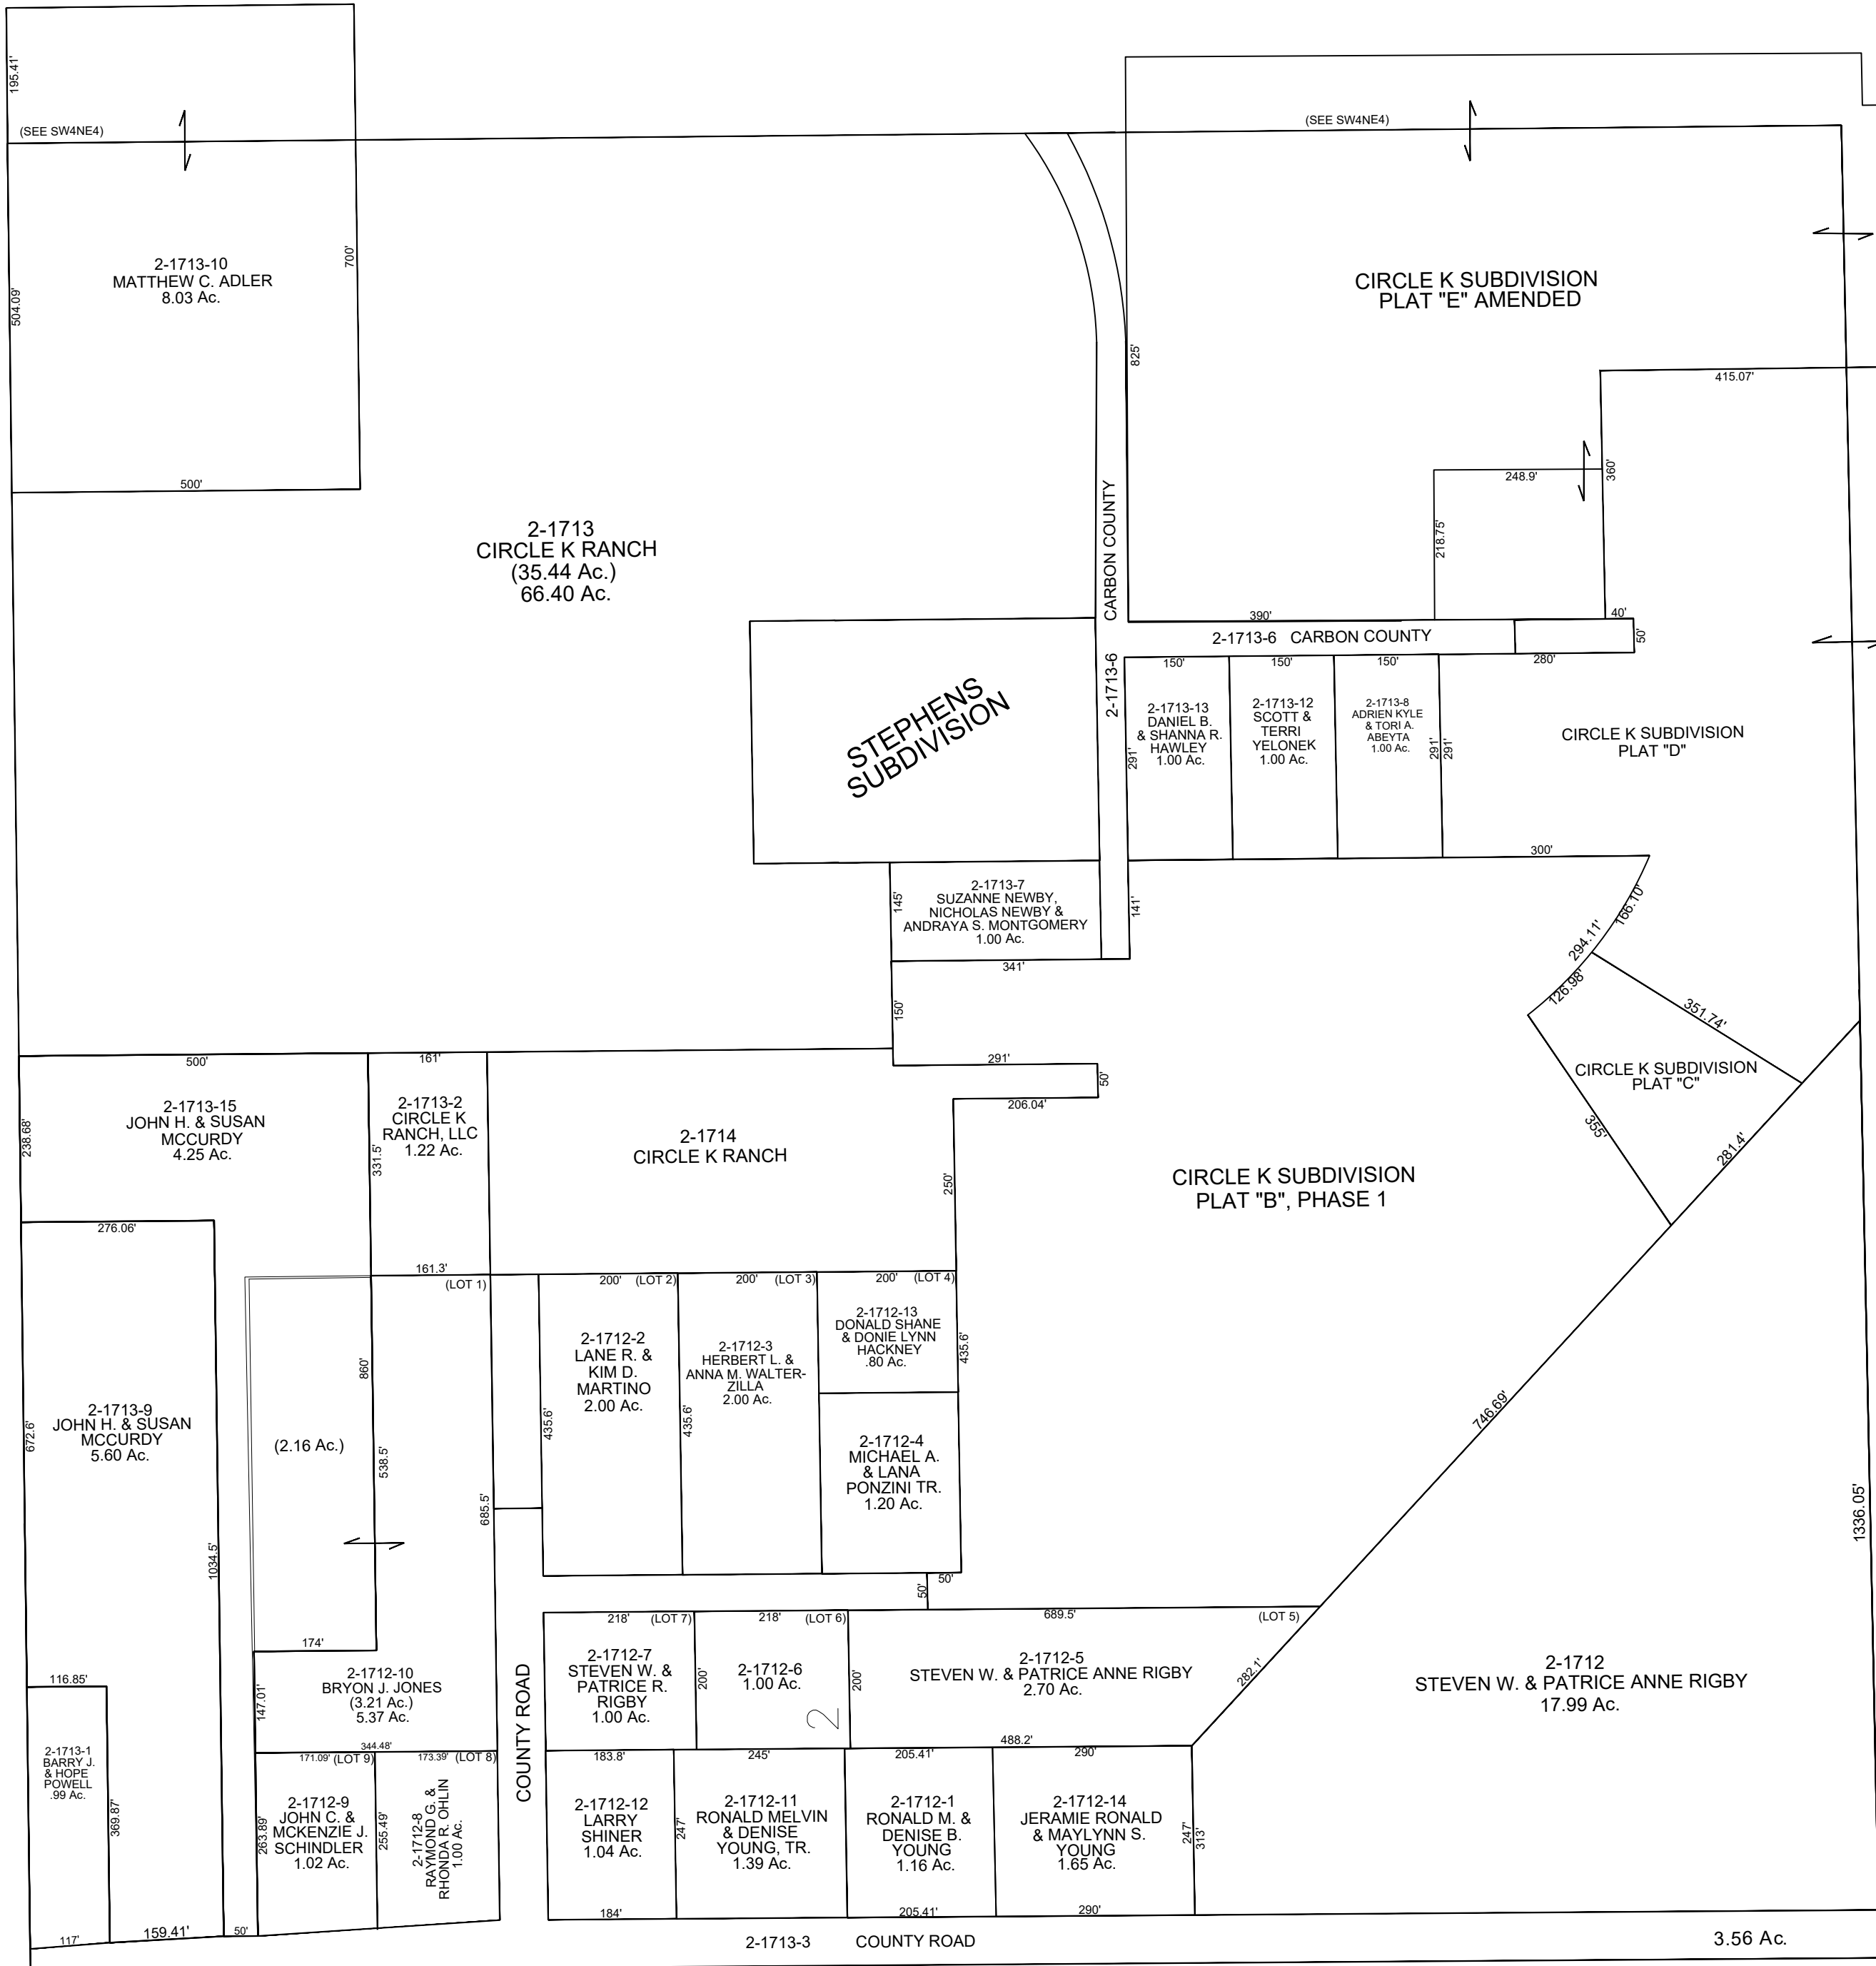 195.41'
(SEE SW4NE4)
(SEE SW4NE4)
504.09'
2-1713-10
MATTHEW C. ADLER
8.03 Ac.
700'
500'
2-1713
CIRCLE K RANCH
(35.44 Ac.)
66.40 Ac.
CIRCLE K SUBDIVISION
PLAT "E" AMENDED
825'
415.07'
248.9'
360'
218.75'
CARBON COUNTY
2-1713-6
390'
40'
2-1713-6 CARBON COUNTY
50'
STEPHENS
SUBDIVISION
150'
150'
150'
280'
2-1713-13
DANIEL B.
& SHANNA R.
HAWLEY
1.00 Ac.
2-1713-12
SCOTT &
TERRI
YELONEK
1.00 Ac.
2-1713-8
ADRIEN KYLE
& TORI A.
ABEYTA
1.00 Ac.
291'
291'
291'
CIRCLE K SUBDIVISION
PLAT "D"
300'
145'
2-1713-7
SUZANNE NEWBY,
NICHOLAS NEWBY &
ANDRAYA S. MONTGOMERY
1.00 Ac.
141'
341'
166.10'
294.11'
126.98'
351.74'
150'
291'
50'
206.04'
CIRCLE K SUBDIVISION
PLAT "C"
355'
281.4'
500'
161'
2-1713-15
JOHN H. & SUSAN
MCCURDY
4.25 Ac.
238.68'
331.5'
2-1713-2
CIRCLE K
RANCH, LLC
1.22 Ac.
2-1714
CIRCLE K RANCH
250'
CIRCLE K SUBDIVISION
PLAT "B", PHASE 1
276.06'
161.3'
(LOT 1)
200' (LOT 2)
200' (LOT 3)
200' (LOT 4)
2-1712-2
LANE R. &
KIM D.
MARTINO
2.00 Ac.
2-1712-3
HERBERT L. &
ANNA M. WALTER-
ZILLA
2.00 Ac.
2-1712-13
DONALD SHANE
& DONIE LYNN
HACKNEY
.80 Ac.
435.6'
435.6'
435.6'
860'
2-1713-9
JOHN H. & SUSAN
MCCURDY
5.60 Ac.
672.6'
(2.16 Ac.)
538.5'
685.5'
1034.5'
2-1712-4
MICHAEL A.
& LANA
PONZINI TR.
1.20 Ac.
746.69'
1336.05'
50'
50'
174'
218' (LOT 7)
218' (LOT 6)
689.5'
(LOT 5)
2-1712-7
STEVEN W. &
PATRICE R.
RIGBY
1.00 Ac.
200'
2-1712-6
1.00 Ac.
200'
2
2-1712-5
STEVEN W. & PATRICE ANNE RIGBY
2.70 Ac.
282.1'
2-1712
STEVEN W. & PATRICE ANNE RIGBY
17.99 Ac.
116.85'
147.01'
2-1712-10
BRYON J. JONES
(3.21 Ac.)
5.37 Ac.
344.48'
COUNTY ROAD
488.2'
2-1713-1
BARRY J.
& HOPE
POWELL
.99 Ac.
369.87'
171.09' (LOT 9)
173.39' (LOT 8)
263.89'
2-1712-9
JOHN C. &
MCKENZIE J.
SCHINDLER
1.02 Ac.
255.49'
2-1712-8
RAYMOND G. &
RHONDA R. OHLIN
1.00 Ac.
183.8'
245'
205.41'
290'
2-1712-12
LARRY
SHINER
1.04 Ac.
247'
2-1712-11
RONALD MELVIN
& DENISE
YOUNG, TR.
1.39 Ac.
2-1712-1
RONALD M. &
DENISE B.
YOUNG
1.16 Ac.
2-1712-14
JERAMIE RONALD
& MAYLYNN S.
YOUNG
1.65 Ac.
247'
313'
184'
205.41'
290'
117'
159.41'
50'
2-1713-3 COUNTY ROAD
3.56 Ac.